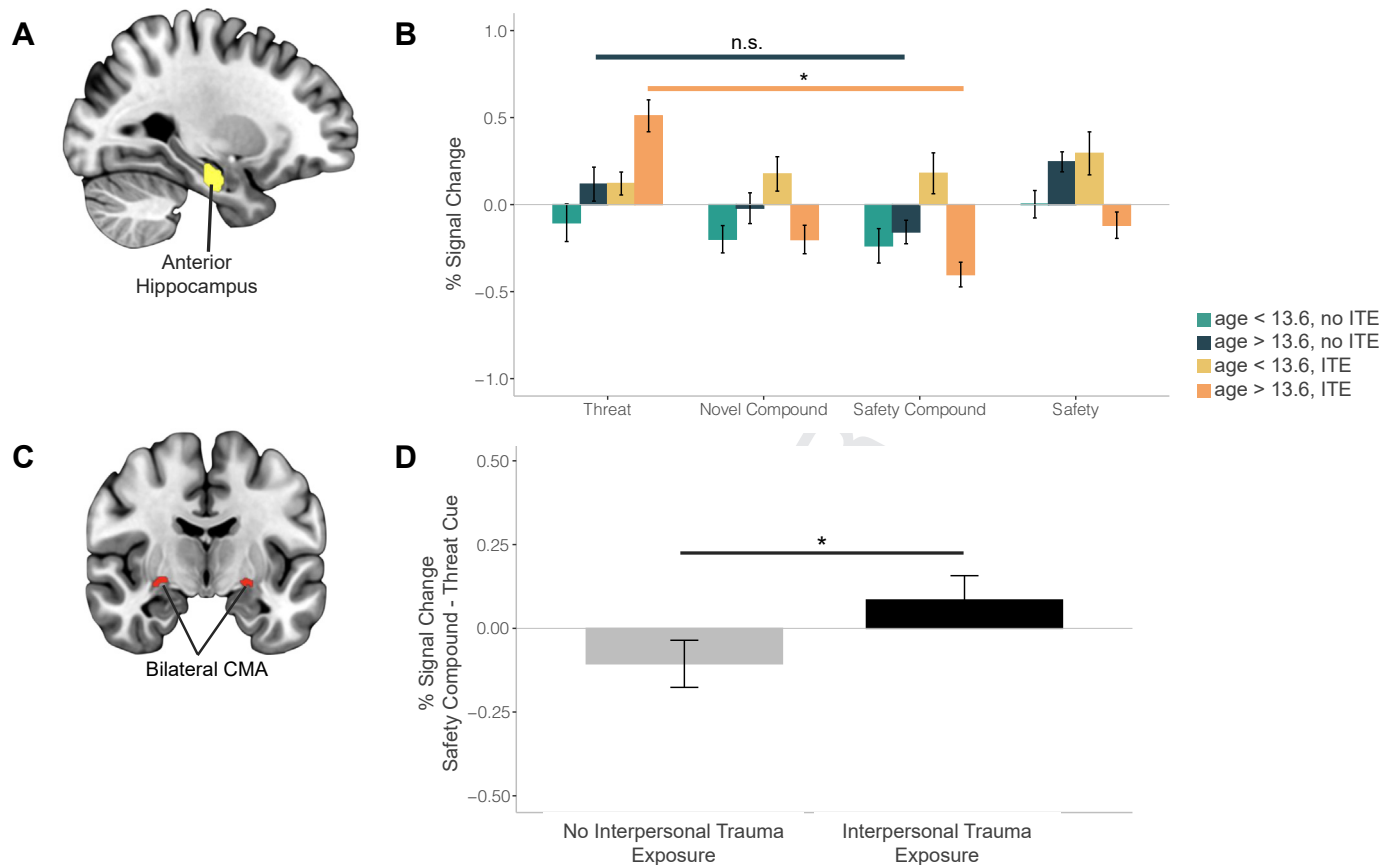 A
Anterior
Hippocampus
B
% Signal Change
1.0
0.5
0.0
−0.5
−1.0
n.s.
*
Threat
Novel Compound
Safety Compound
Safety
age < 13.6, no ITE
age > 13.6, no ITE
age < 13.6, ITE
age > 13.6, ITE
C
Bilateral CMA
D
% Signal Change
Safety Compound - Threat Cue
0.50
0.25
0.00
−0.25
−0.50
*
No Interpersonal Trauma
Exposure
Interpersonal Trauma
Exposure